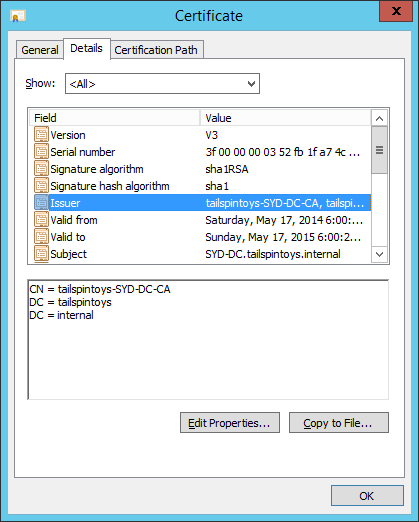 Certificate
x
General Details Certification Path
Show: <All>
Field Value
Version V3
Serial number 3f 00 00 00 03 52 fb 1f a7 4c ...
Signature algorithm sha1RSA
Signature hash algorithm sha1
Issuer tailspintoys-SYD-DC-CA, tailspi...
Valid from Saturday, May 17, 2014 6:00:...
Valid to Sunday, May 17, 2015 6:00:2...
Subject SYD-DC.tailspintoys.internal
CN = tailspintoys-SYD-DC-CA
DC = tailspintoys
DC = internal
Edit Properties... Copy to File...
OK